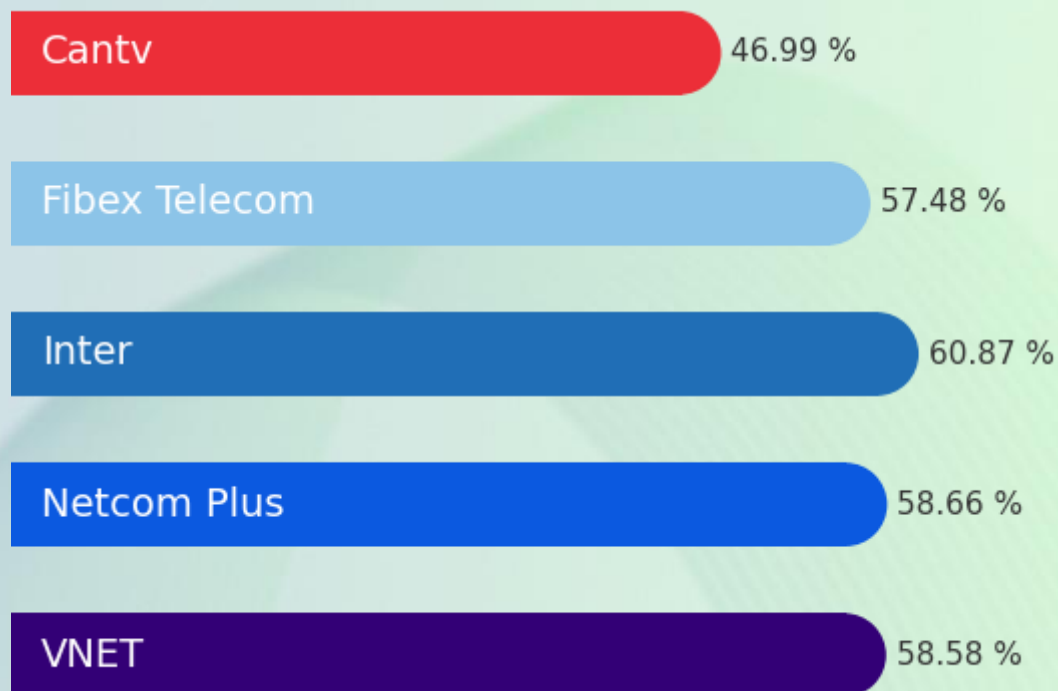 Cantv 46.99 %
Fibex Telecom 57.48 %
Inter 60.87 %
Netcom Plus 58.66 %
VNET 58.58 %